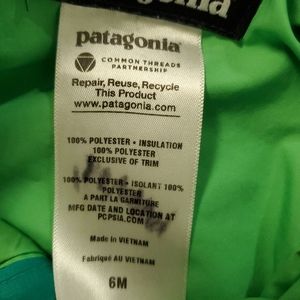 patagonia
patagonia®
COMMON THREADS
PARTNERSHIP
Repair, Reuse, Recycle
This Product
www.patagonia.com
100% POLYESTER • INSULATION
100% POLYESTER
EXCLUSIVE OF TRIM
100% POLYESTER • ISOLANT 100%
POLYESTER
A PART LA GARNITURE
MFG DATE AND LOCATION AT
PCPSIA.COM
Made in VIETNAM
Fabriqué AU VIETNAM
6M